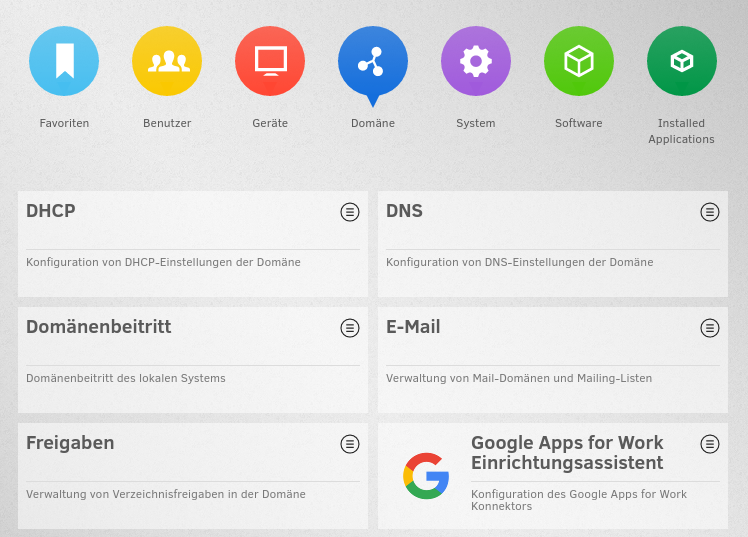 Favoriten
Benutzer
Geräte
Domäne
System
Software
Installed
Applications
DHCP
Konfiguration von DHCP-Einstellungen der Domäne
DNS
Konfiguration von DNS-Einstellungen der Domäne
Domänenbeitritt
Domänenbeitritt des lokalen Systems
E-Mail
Verwaltung von Mail-Domänen und Mailing-Listen
Freigaben
Verwaltung von Verzeichnisfreigaben in der Domäne
Google Apps for Work
Einrichtungsassistent
Konfiguration des Google Apps for Work
Konnektors